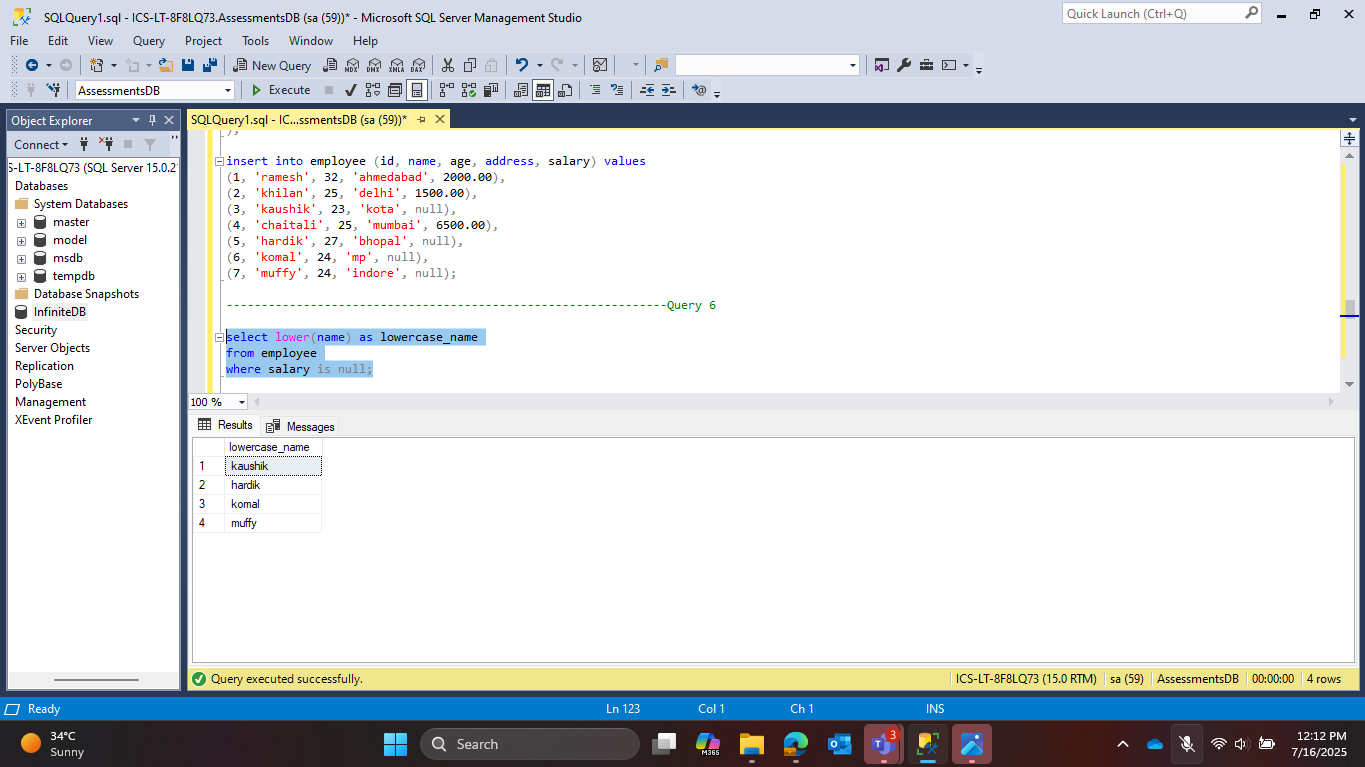 SQLQuery1.sql - ICS-LT-8F8LQ73.AssessmentsDB (sa (59))* - Microsoft SQL Server Management Studio
Quick Launch (Ctrl+Q)
File Edit View Query Project Tools Window Help
New Query MDX DMX XMLA DAX
AssessmentsDB Execute
Object Explorer
SQLQuery1.sql - IC...ssmentsDB (sa (59))*
Connect
S-LT-8F8LQ73 (SQL Server 15.0.2
Databases
System Databases
master
model
msdb
tempdb
Database Snapshots
InfiniteDB
Security
Server Objects
Replication
PolyBase
Management
XEvent Profiler
);
insert into employee (id, name, age, address, salary) values
(1, 'ramesh', 32, 'ahmedabad', 2000.00),
(2, 'khilan', 25, 'delhi', 1500.00),
(3, 'kaushik', 23, 'kota', null),
(4, 'chaitali', 25, 'mumbai', 6500.00),
(5, 'hardik', 27, 'bhopal', null),
(6, 'komal', 24, 'mp', null),
(7, 'muffy', 24, 'indore', null);
---------------------------------------------------------------Query 6
select lower(name) as lowercase_name
from employee
where salary is null;
100 %
Results Messages
lowercase_name
1 kaushik
2 hardik
3 komal
4 muffy
Query executed successfully.
ICS-LT-8F8LQ73 (15.0 RTM) sa (59) AssessmentsDB 00:00:00 4 rows
Ready Ln 123 Col 1 Ch 1 INS
34°C
Sunny
Search
M365
3
12:12 PM
7/16/2025